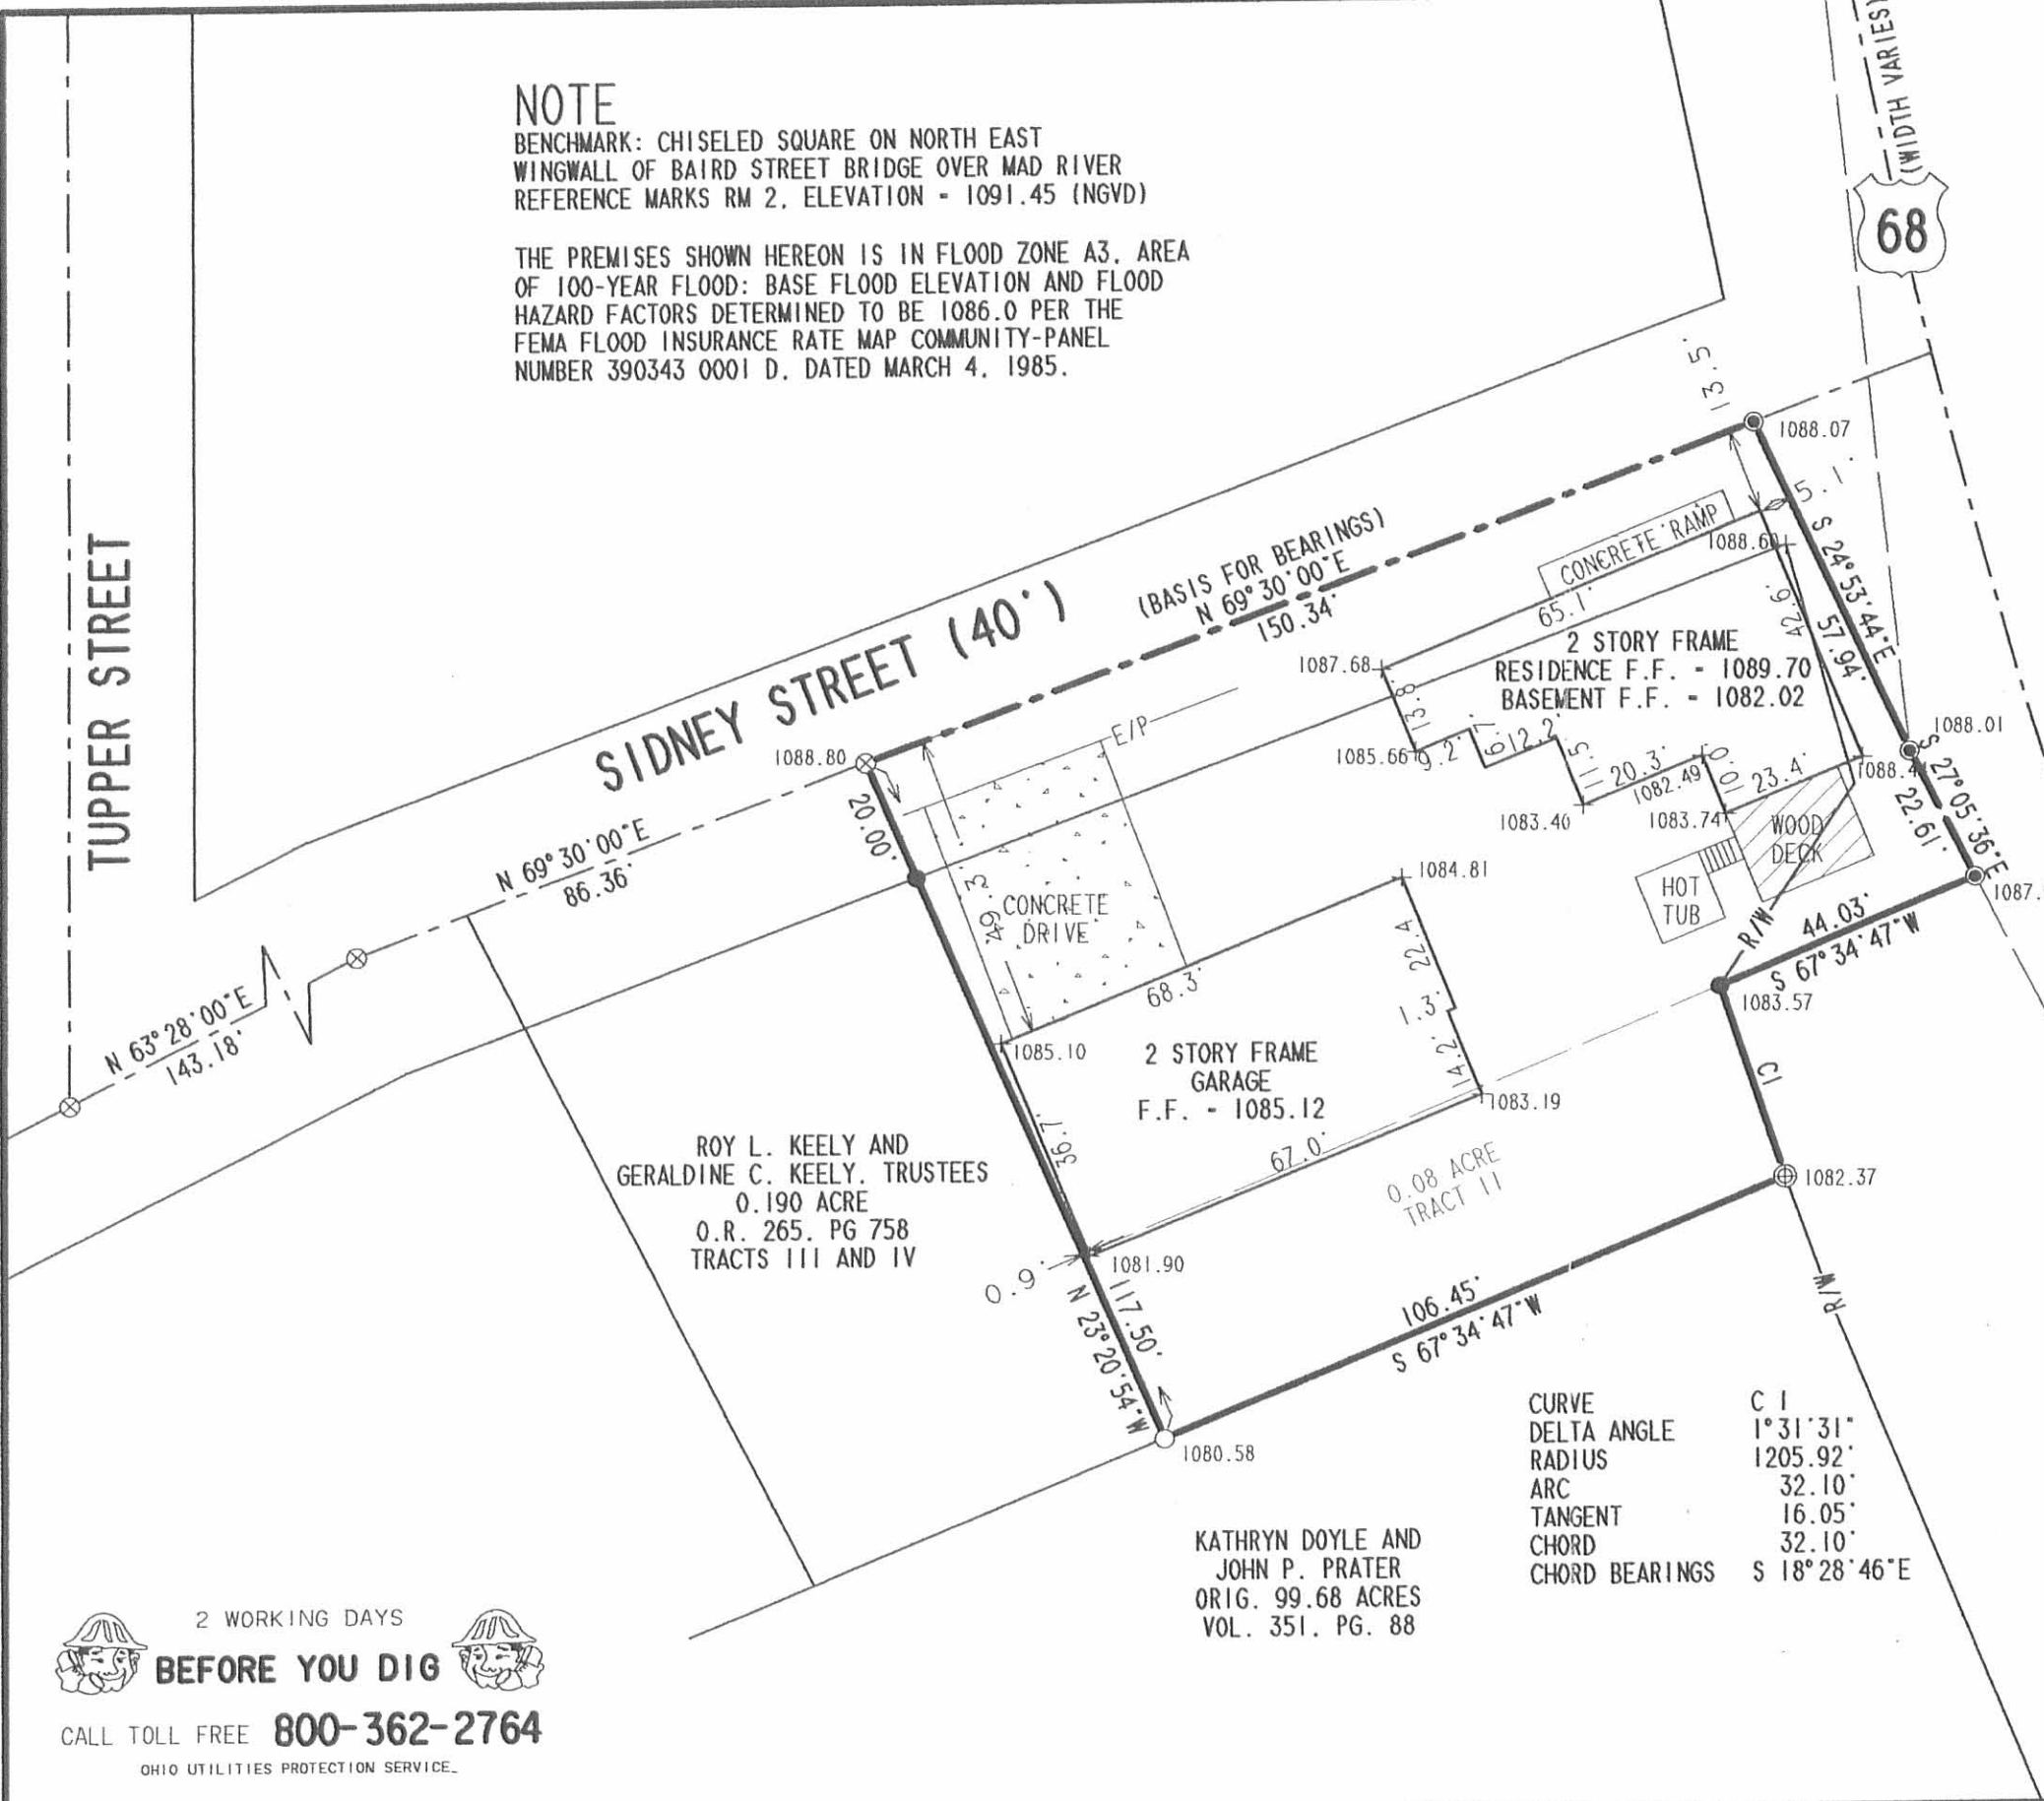 NOTE
BENCHMARK: CHISELED SQUARE ON NORTH EAST
WINGWALL OF BAIRD STREET BRIDGE OVER MAD RIVER
REFERENCE MARKS RM 2. ELEVATION - 1091.45 (NGVD)
THE PREMISES SHOWN HEREON IS IN FLOOD ZONE A3. AREA
OF 100-YEAR FLOOD: BASE FLOOD ELEVATION AND FLOOD
HAZARD FACTORS DETERMINED TO BE 1086.0 PER THE
FEMA FLOOD INSURANCE RATE MAP COMMUNITY-PANEL
NUMBER 390343 0001 D. DATED MARCH 4. 1985.
(WIDTH VARIES)
68
TUPPER STREET
SIDNEY STREET (40')
(BASIS FOR BEARINGS)
N 69°30'00"E
150.34'
13.5'
1088.07
5.1'
S 24°53'44"E
57.94'
CONCRETE RAMP
1088.60
65.1'
42.6'
2 STORY FRAME
RESIDENCE F.F. - 1089.70
BASEMENT F.F. - 1082.02
1087.68
13.8'
1085.66
9.2'
6.7'
12.2'
11.5'
20.3'
1082.49
10.0'
23.4'
1083.40
1083.74
1088.01
S 27°05'36"E
22.61'
1087.
WOOD
DECK
HOT
TUB
R/W
44.03'
S 67°34'47"W
1083.57
C1
1082.37
R/W
1088.80
20.00'
E/P
N 69°30'00"E
86.36'
N 63°28'00"E
143.18'
49.3'
CONCRETE
DRIVE
68.3'
1084.81
22.4'
1.3'
14.2'
1085.10
2 STORY FRAME
GARAGE
F.F. - 1085.12
1083.19
36.7'
67.0'
0.08 ACRE
TRACT II
ROY L. KEELY AND
GERALDINE C. KEELY. TRUSTEES
0.190 ACRE
O.R. 265. PG 758
TRACTS III AND IV
0.9'
1081.90
117.50'
N 23°20'54"W
106.45'
S 67°34'47"W
1080.58
CURVE C 1
DELTA ANGLE 1°31'31"
RADIUS 1205.92'
ARC 32.10'
TANGENT 16.05'
CHORD 32.10'
CHORD BEARINGS S 18°28'46"E
KATHRYN DOYLE AND
JOHN P. PRATER
ORIG. 99.68 ACRES
VOL. 351. PG. 88
2 WORKING DAYS
BEFORE YOU DIG
CALL TOLL FREE 800-362-2764
OHIO UTILITIES PROTECTION SERVICE